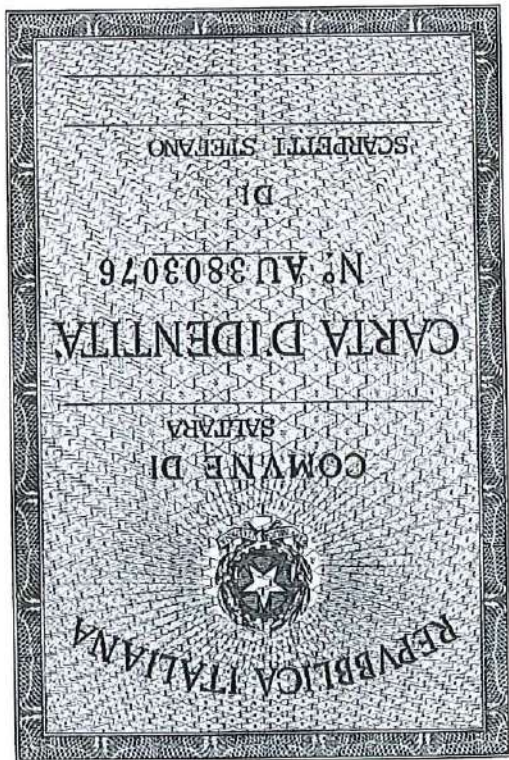 REPVBBLICA ITALIANA
COMVNE DI
SALTARA
CARTA D'IDENTITÀ
N° AU 3803076
DI
SCARPETTI STEFANO